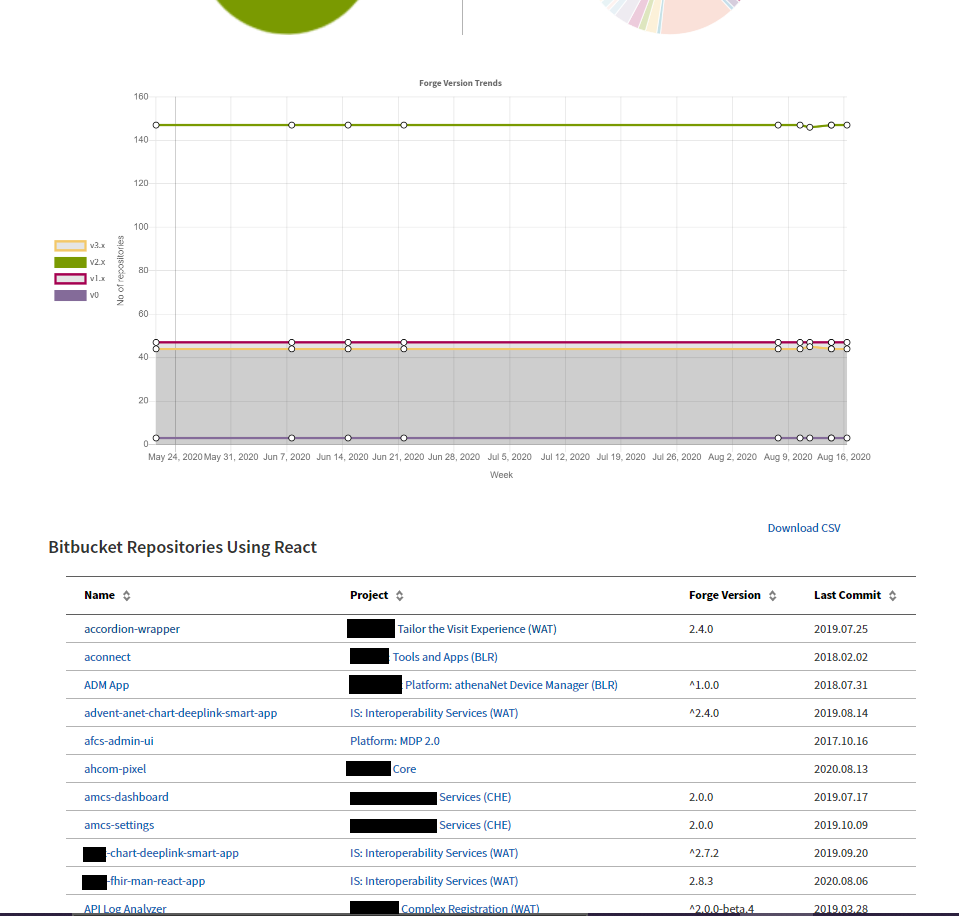 Forge Version Trends
160
140
120
100
80
60
40
20
0
No of repositories
v3.x
v2.x
v1.x
v0
May 24, 2020 May 31, 2020 Jun 7, 2020 Jun 14, 2020 Jun 21, 2020 Jun 28, 2020 Jul 5, 2020 Jul 12, 2020 Jul 19, 2020 Jul 26, 2020 Aug 2, 2020 Aug 9, 2020 Aug 16, 2020
Week
Download CSV
Bitbucket Repositories Using React
Name Project Forge Version Last Commit
accordion-wrapper Tailor the Visit Experience (WAT) 2.4.0 2019.07.25
aconnect Tools and Apps (BLR) 2018.02.02
ADM App Platform: athenaNet Device Manager (BLR) ^1.0.0 2018.07.31
advent-anet-chart-deeplink-smart-app IS: Interoperability Services (WAT) ^2.4.0 2019.08.14
afcs-admin-ui Platform: MDP 2.0 2017.10.16
ahcom-pixel Core 2020.08.13
amcs-dashboard Services (CHE) 2.0.0 2019.07.17
amcs-settings Services (CHE) 2.0.0 2019.10.09
-chart-deeplink-smart-app IS: Interoperability Services (WAT) ^2.7.2 2019.09.20
-fhir-man-react-app IS: Interoperability Services (WAT) 2.8.3 2020.08.06
API Log Analyzer Complex Registration (WAT) ^2.0.0-beta.4 2019.03.28